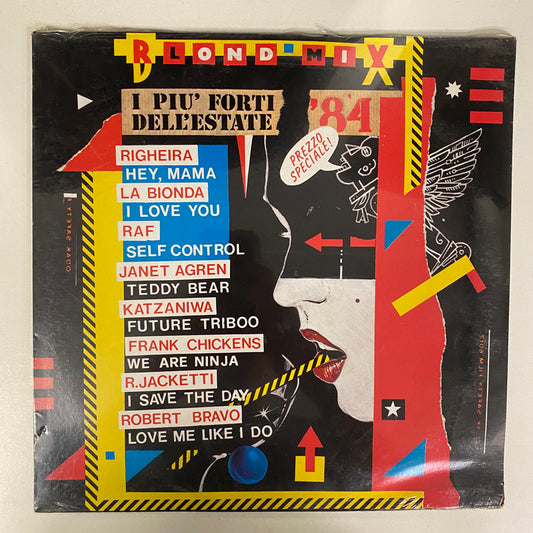 BLOND MIX
I PIU' FORTI
DELL'ESTATE
'84
PREZZO
SPECIALE!
RIGHEIRA
HEY, MAMA
LA BIONDA
I LOVE YOU
RAF
SELF CONTROL
JANET AGREN
TEDDY BEAR
KATZANIWA
FUTURE TRIBOO
FRANK CHICKENS
WE ARE NINJA
R.JACKETTI
I SAVE THE DAY
ROBERT BRAVO
LOVE ME LIKE I DO